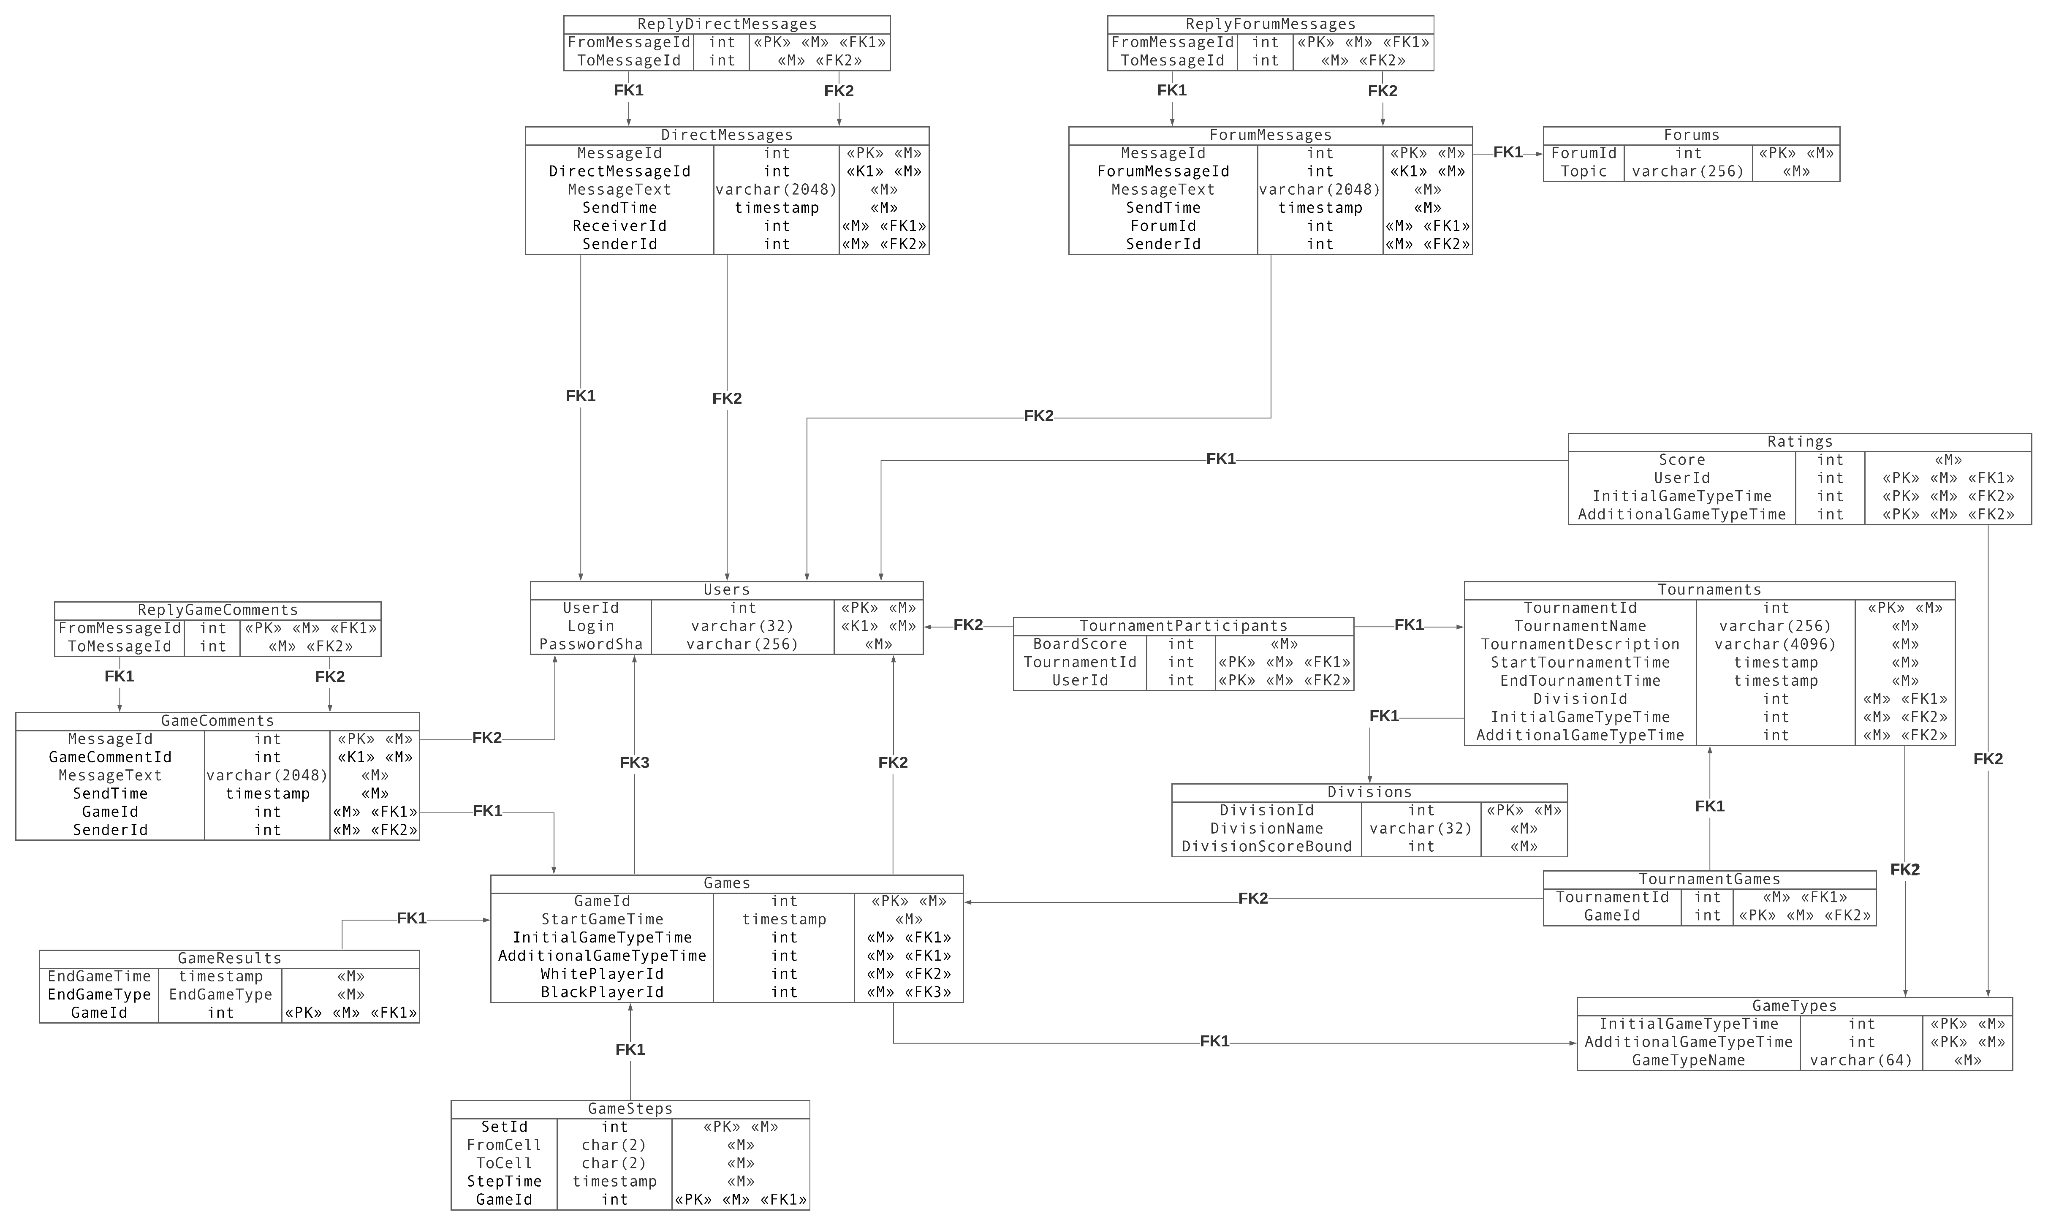 ReplyDirectMessages
FromMessageId int «PK» «M» «FK1»
ToMessageId int «M» «FK2»
FK1
FK2
ReplyForumMessages
FromMessageId int «PK» «M» «FK1»
ToMessageId int «M» «FK2»
FK1
FK2
DirectMessages
MessageId int «PK» «M»
DirectMessageId int «K1» «M»
MessageText varchar(2048) «M»
SendTime timestamp «M»
ReceiverId int «M» «FK1»
SenderId int «M» «FK2»
ForumMessages
MessageId int «PK» «M»
ForumMessageId int «K1» «M»
MessageText varchar(2048) «M»
SendTime timestamp «M»
ForumId int «M» «FK1»
SenderId int «M» «FK2»
FK1
Forums
ForumId int «PK» «M»
Topic varchar(256) «M»
FK1
FK2
FK2
FK1
Ratings
Score int «M»
UserId int «PK» «M» «FK1»
InitialGameTypeTime int «PK» «M» «FK2»
AdditionalGameTypeTime int «PK» «M» «FK2»
Users
UserId int «PK» «M»
Login varchar(32) «K1» «M»
PasswordSha varchar(256) «M»
ReplyGameComments
FromMessageId int «PK» «M» «FK1»
ToMessageId int «M» «FK2»
FK1
FK2
FK2
TournamentParticipants
BoardScore int «M»
TournamentId int «PK» «M» «FK1»
UserId int «PK» «M» «FK2»
FK1
Tournaments
TournamentId int «PK» «M»
TournamentName varchar(256) «M»
TournamentDescription varchar(4096) «M»
StartTournamentTime timestamp «M»
EndTournamentTime timestamp «M»
DivisionId int «M» «FK1»
InitialGameTypeTime int «M» «FK2»
AdditionalGameTypeTime int «M» «FK2»
GameComments
MessageId int «PK» «M»
GameCommentId int «K1» «M»
MessageText varchar(2048) «M»
SendTime timestamp «M»
GameId int «M» «FK1»
SenderId int «M» «FK2»
FK2
FK1
FK3
FK2
FK1
FK2
Divisions
DivisionId int «PK» «M»
DivisionName varchar(32) «M»
DivisionScoreBound int «M»
FK1
FK2
Games
GameId int «PK» «M»
StartGameTime timestamp «M»
InitialGameTypeTime int «M» «FK1»
AdditionalGameTypeTime int «M» «FK1»
WhitePlayerId int «M» «FK2»
BlackPlayerId int «M» «FK3»
FK2
TournamentGames
TournamentId int «M» «FK1»
GameId int «PK» «M» «FK2»
FK1
GameResults
EndGameTime timestamp «M»
EndGameType EndGameType «M»
GameId int «PK» «M» «FK1»
FK1
FK1
GameTypes
InitialGameTypeTime int «PK» «M»
AdditionalGameTypeTime int «PK» «M»
GameTypeName varchar(64) «M»
GameSteps
SetId int «PK» «M»
FromCell char(2) «M»
ToCell char(2) «M»
StepTime timestamp «M»
GameId int «PK» «M» «FK1»